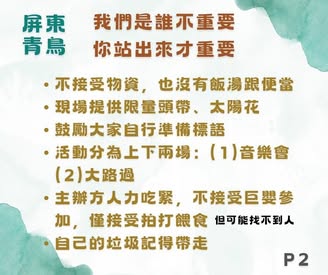 屏東
青鳥
我們是誰不重要
你站出來才重要
• 不接受物資，也沒有飯湯跟便當
• 現場提供限量頭帶、太陽花
• 鼓勵大家自行準備標語
• 活動分為上下兩場：(1)音樂會
(2)大路過
• 主辦方人力吃緊，不接受巨嬰參
加，僅接受拍打餵食 但可能找不到人
• 自己的垃圾記得帶走
P2